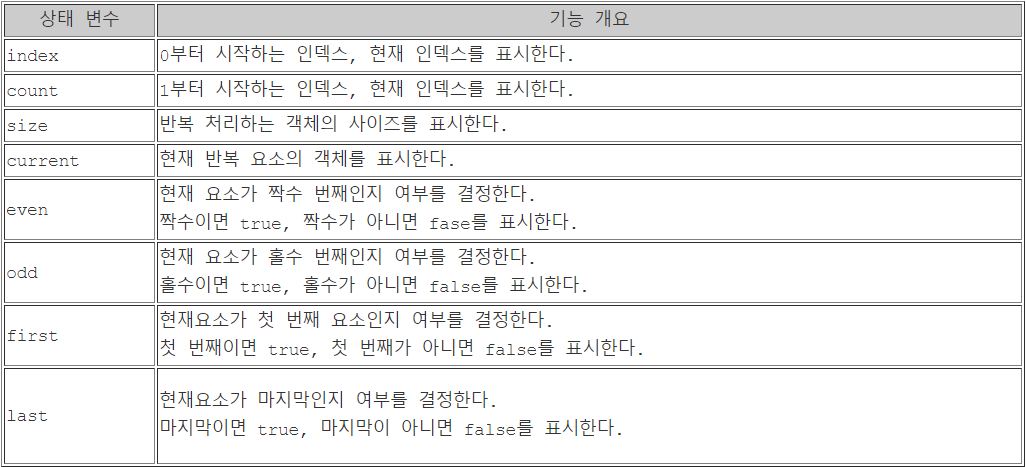 상태 변수 기능 개요
index 0부터 시작하는 인덱스, 현재 인덱스를 표시한다.
count 1부터 시작하는 인덱스, 현재 인덱스를 표시한다.
size 반복 처리하는 객체의 사이즈를 표시한다.
current 현재 반복 요소의 객체를 표시한다.
even 현재 요소가 짝수 번째인지 여부를 결정한다.
짝수이면 true, 짝수가 아니면 fase를 표시한다.
odd 현재 요소가 홀수 번째인지 여부를 결정한다.
홀수이면 true, 홀수가 아니면 false를 표시한다.
first 현재요소가 첫 번째 요소인지 여부를 결정한다.
첫 번째이면 true, 첫 번째가 아니면 false를 표시한다.
last 현재요소가 마지막인지 여부를 결정한다.
마지막이면 true, 마지막이 아니면 false를 표시한다.